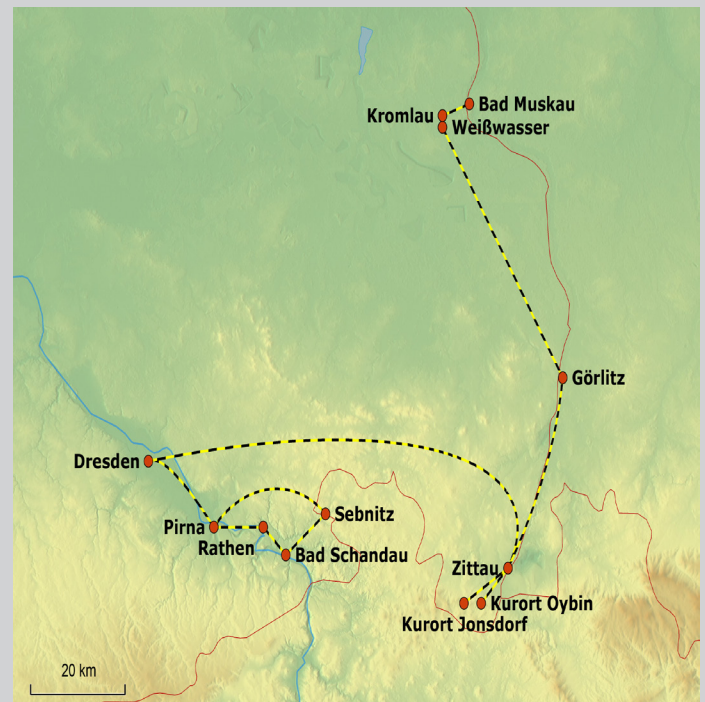 Bad Muskau
Kromlau
Weißwasser
Görlitz
Dresden
Sebnitz
Pirna
Rathen
Bad Schandau
Zittau
Kurort Oybin
Kurort Jonsdorf
20 km